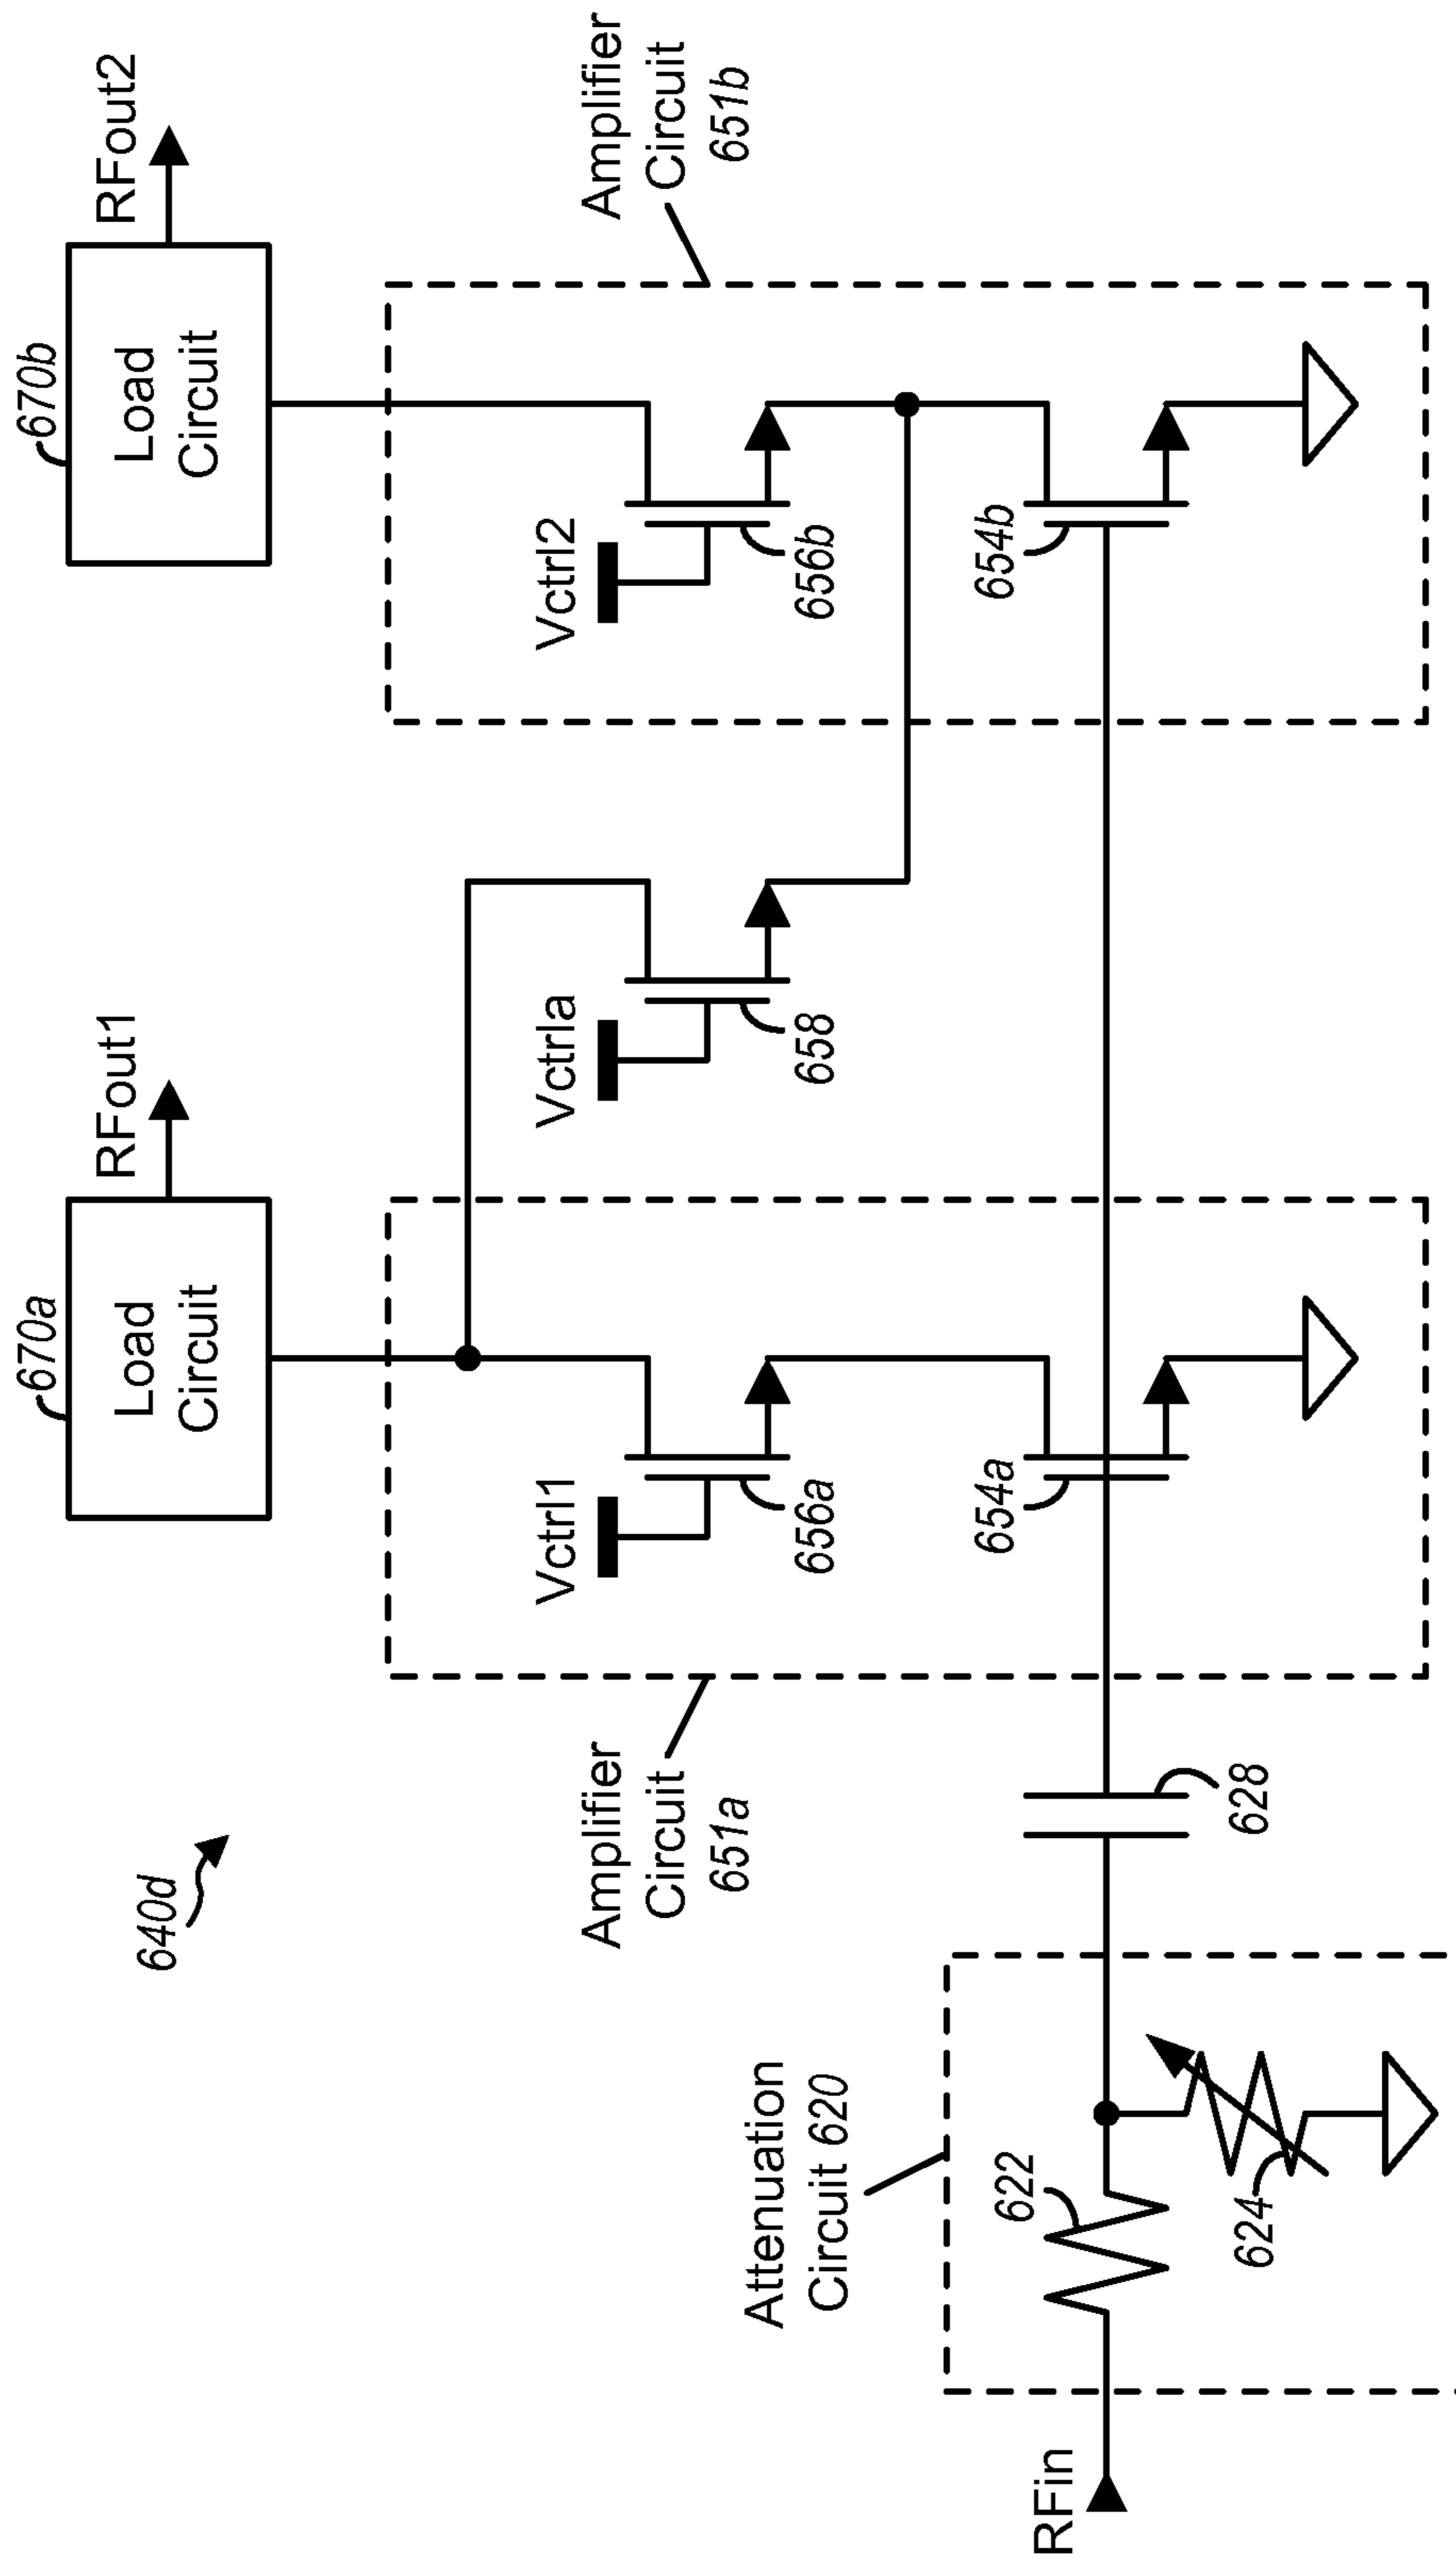 640d
670a
Load
Circuit
RFout1
670b
Load
Circuit
RFout2
Amplifier
Circuit
651a
Vctrl1
656a
654a
Vctrla
658
Vctrl2
656b
654b
Amplifier
Circuit
651b
Attenuation
Circuit 620
RFin
622
624
628